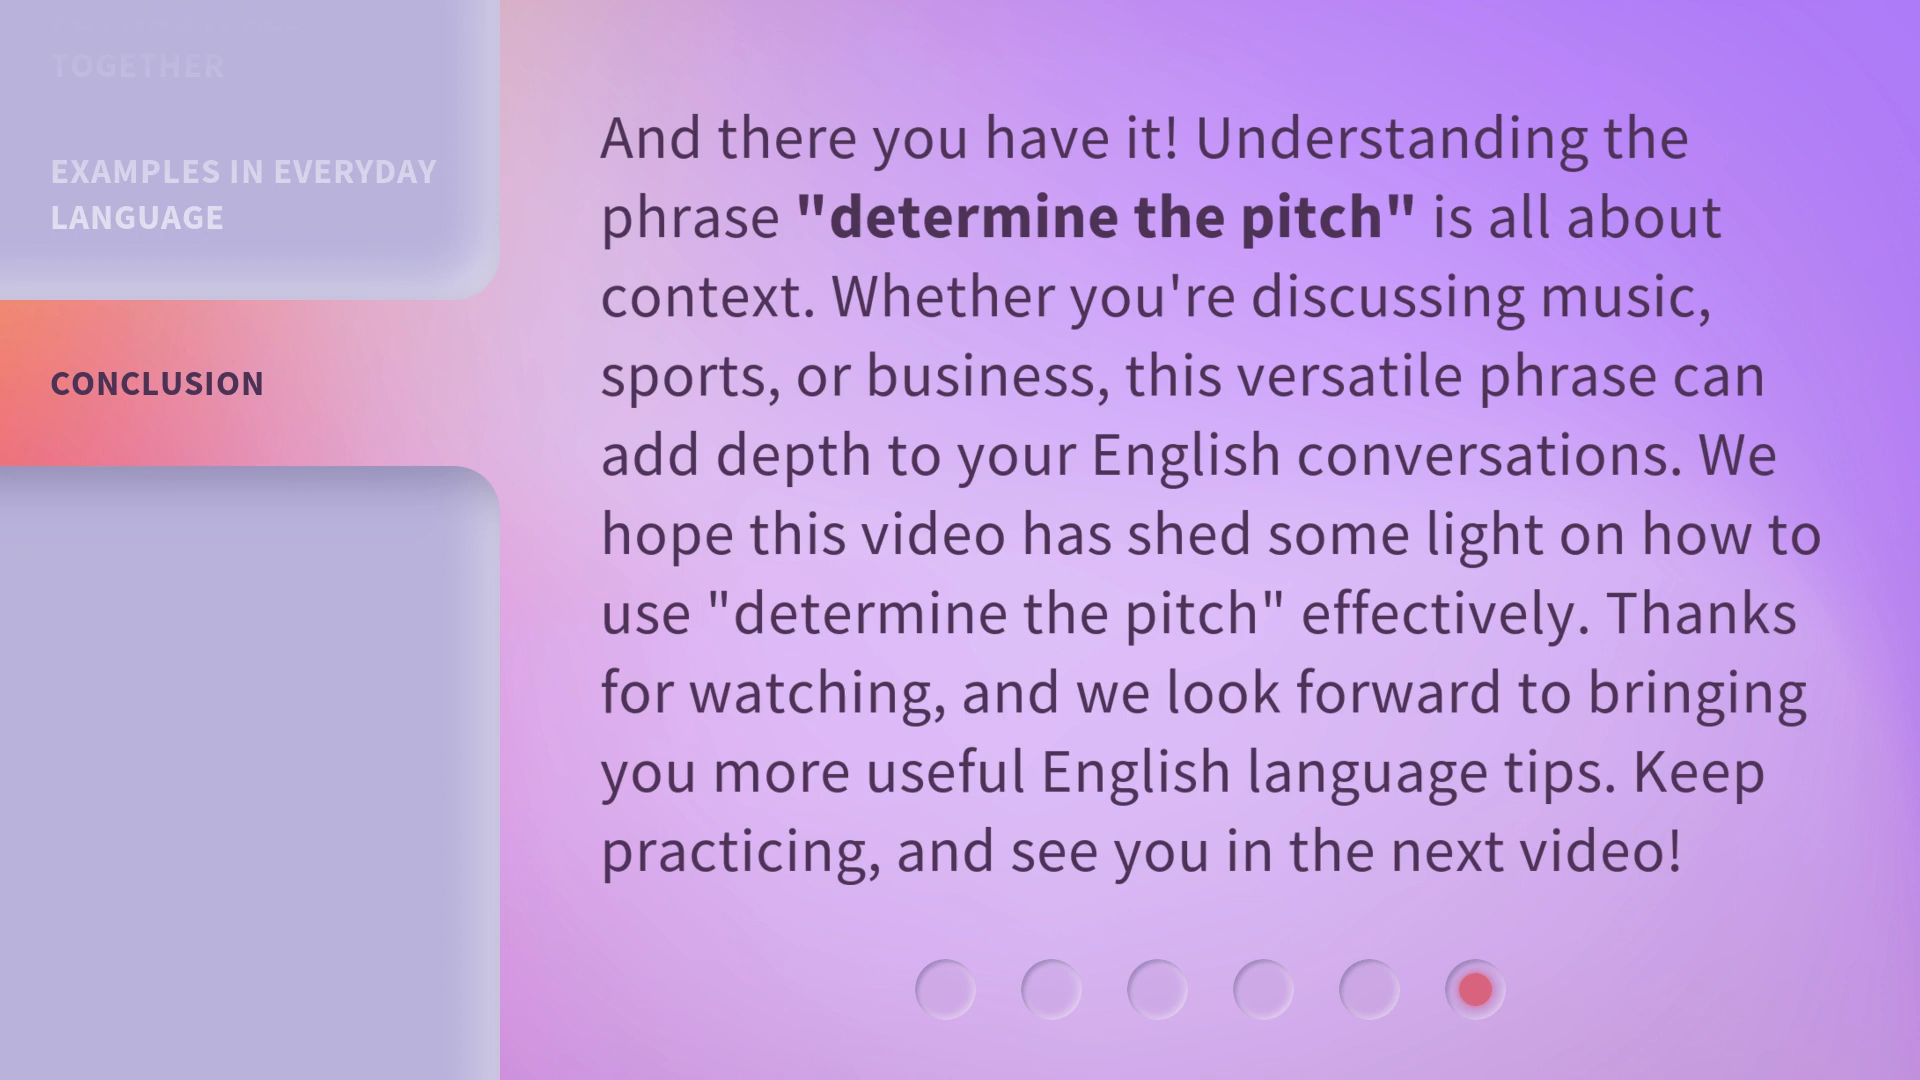 TOGETHER
EXAMPLES IN EVERYDAY
LANGUAGE
CONCLUSION
And there you have it! Understanding the
phrase "determine the pitch" is all about
context. Whether you're discussing music,
sports, or business, this versatile phrase can
add depth to your English conversations. We
hope this video has shed some light on how to
use "determine the pitch" effectively. Thanks
for watching, and we look forward to bringing
you more useful English language tips. Keep
practicing, and see you in the next video!